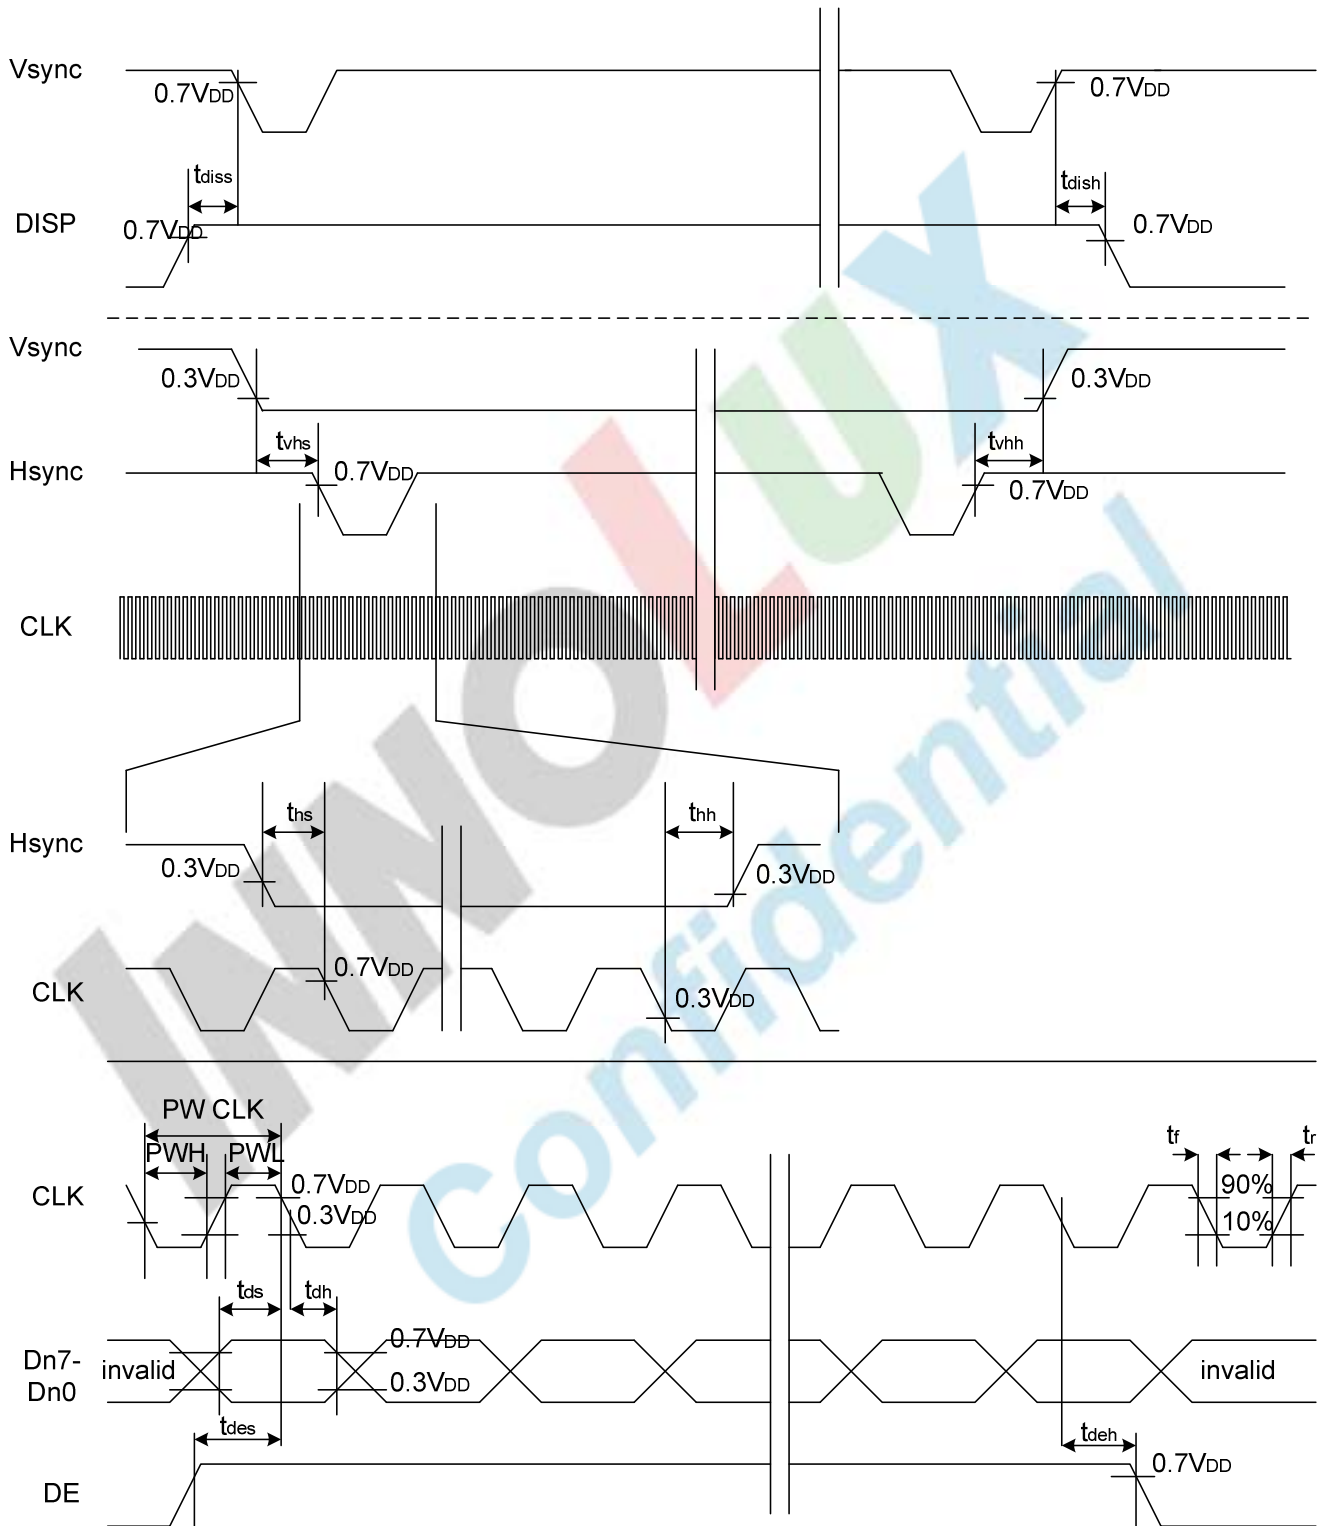 Vsync
0.7VDD
0.7VDD
tdiss
tdish
DISP
0.7VDD
0.7VDD
Vsync
0.3VDD
0.3VDD
tvhs
tvhh
Hsync
0.7VDD
0.7VDD
CLK
ths
thh
Hsync
0.3VDD
0.3VDD
CLK
0.7VDD
0.3VDD
PW CLK
PWH
PWL
tf
tr
CLK
0.7VDD
90%
0.3VDD
10%
tds
tdh
Dn7-
Dn0
invalid
0.7VDD
0.3VDD
invalid
tdes
tdeh
DE
0.7VDD
INNOLUX
Confidential